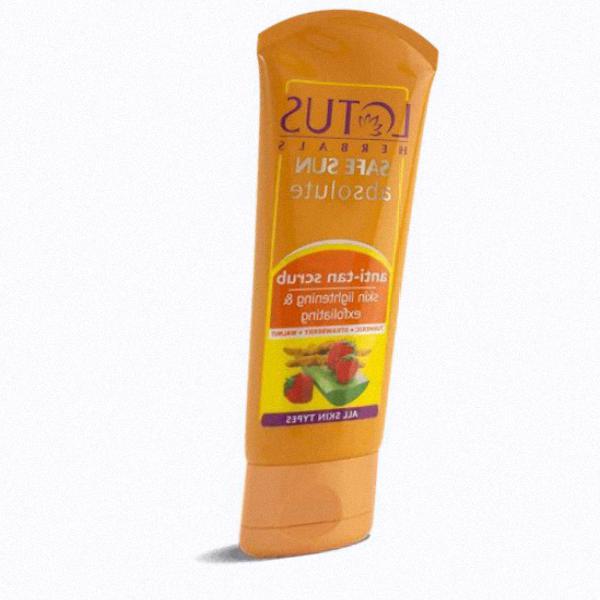 LOTUS
HERBALS
SAFE SUN
absolute
anti-tan scrub
skin lightening &
exfoliating
TURMERIC • STRAWBERRY • WALNUT
ALL SKIN TYPES